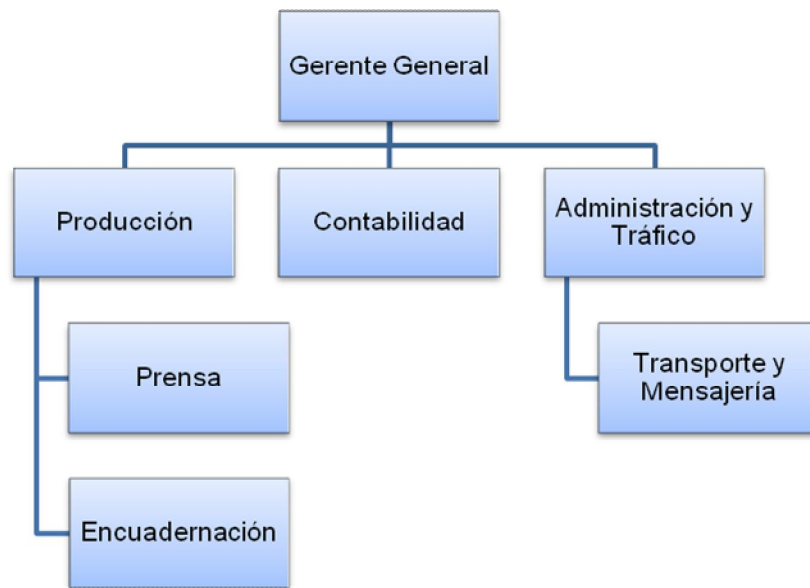 Gerente General
Producción
Contabilidad
Administración y
Tráfico
Prensa
Transporte y
Mensajería
Encuadernación